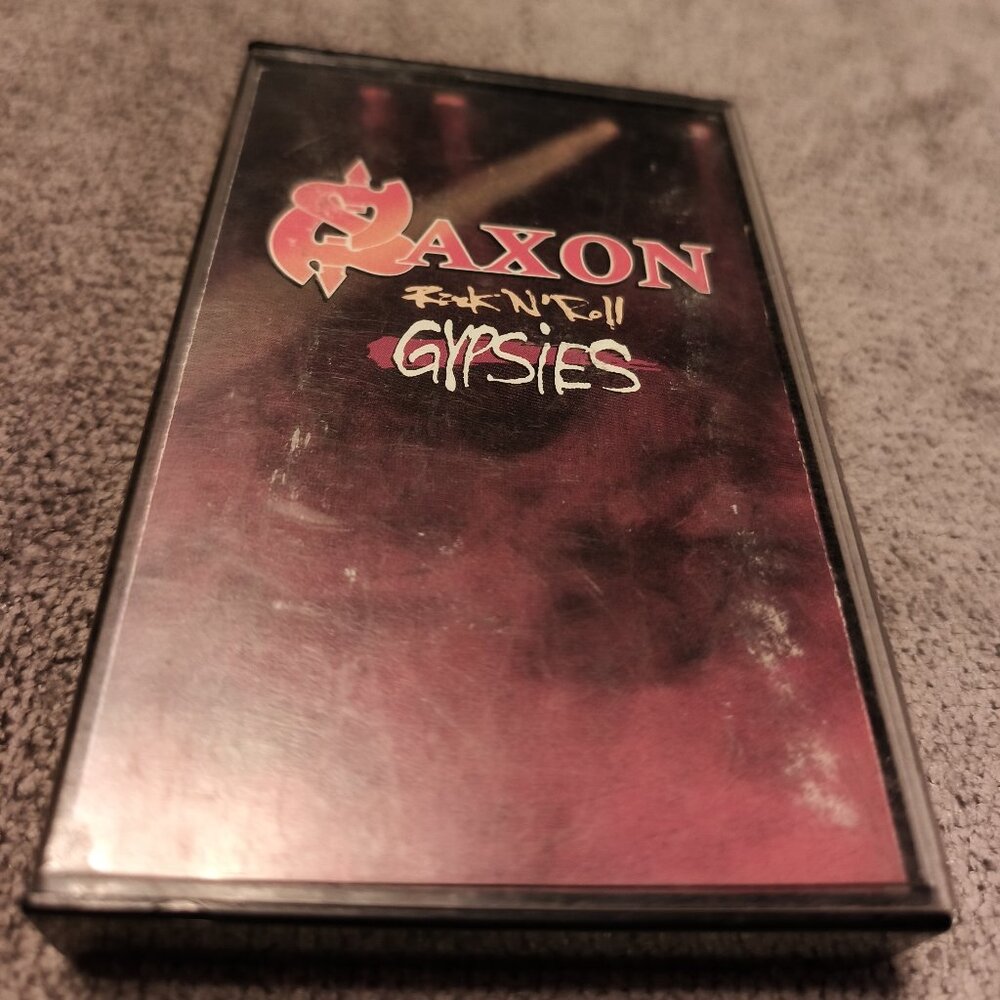 SAXON
Rock N' Roll
GYPSiES